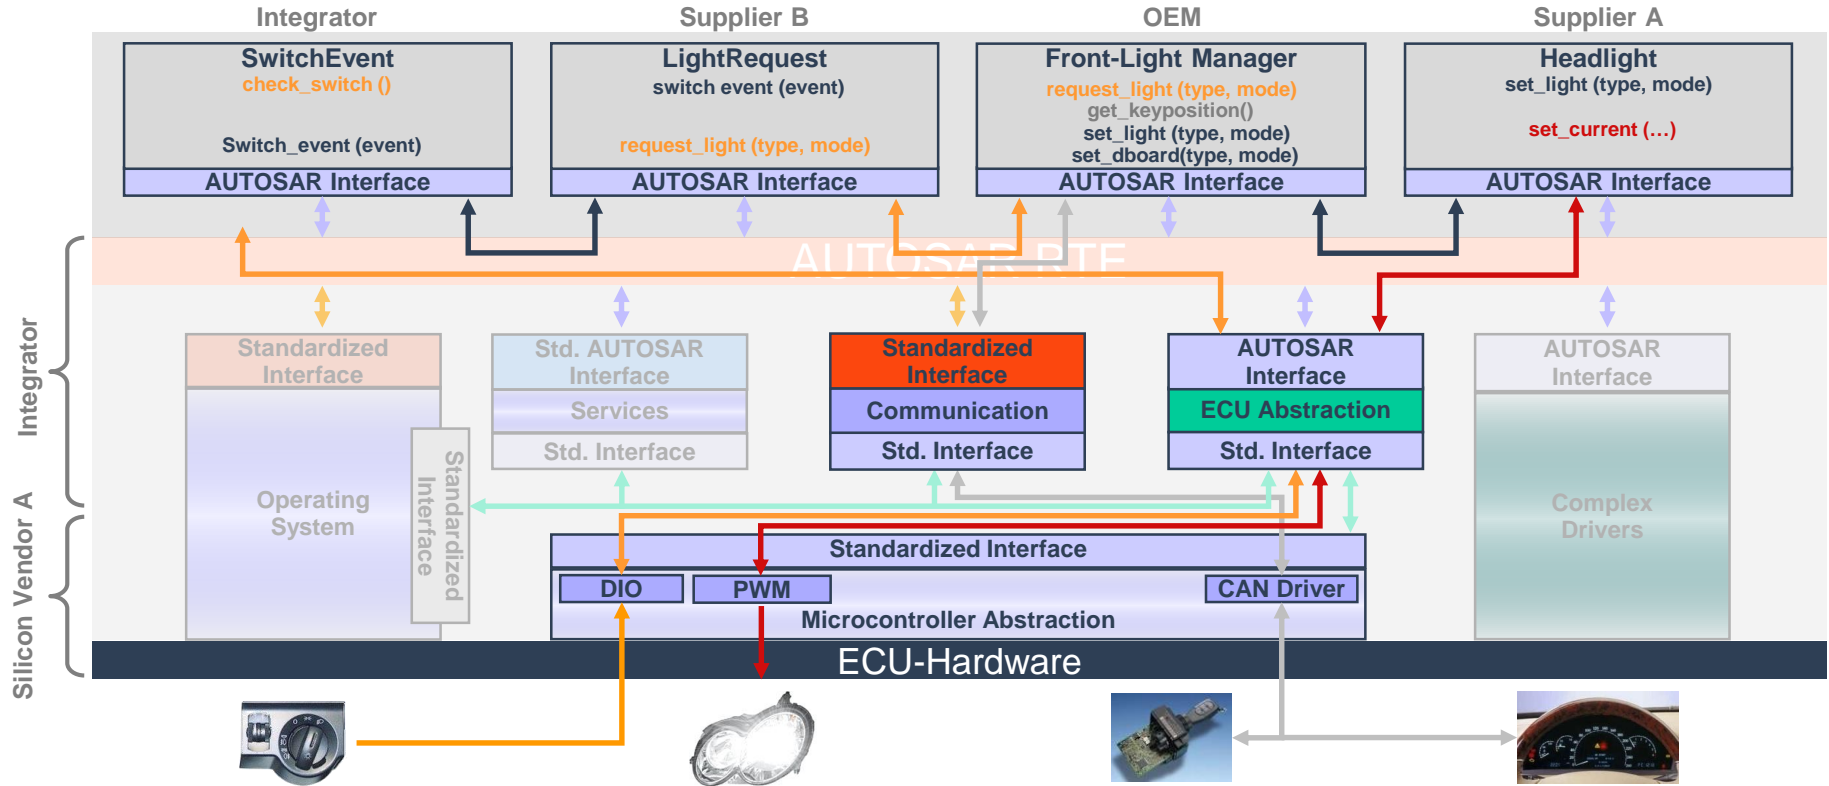 Integrator
Supplier B
OEM
Supplier A
SwitchEvent
check_switch ()
Switch_event (event)
AUTOSAR Interface
LightRequest
switch event (event)
request_light (type, mode)
AUTOSAR Interface
Front-Light Manager
request_light (type, mode)
get_keyposition()
set_light (type, mode)
set_dboard(type, mode)
AUTOSAR Interface
Headlight
set_light (type, mode)
set_current (…)
AUTOSAR Interface
AUTOSAR RTE
Integrator
Silicon Vendor A
Standardized
Interface
Operating
System
Standardized
Interface
Std. AUTOSAR
Interface
Services
Std. Interface
Standardized
Interface
Communication
Std. Interface
AUTOSAR
Interface
ECU Abstraction
Std. Interface
AUTOSAR
Interface
Complex
Drivers
Standardized Interface
DIO
PWM
CAN Driver
Microcontroller Abstraction
ECU-Hardware